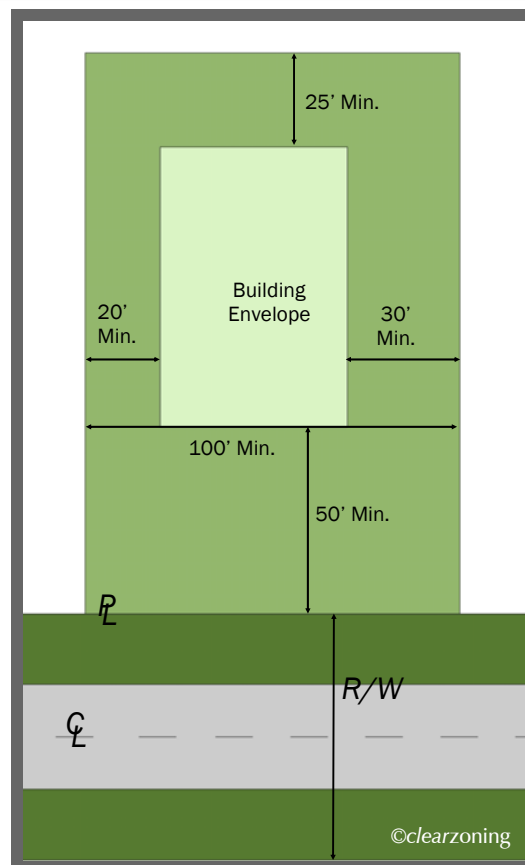 25’ Min.
Building
Envelope
20’
Min.
30’
Min.
100’ Min.
50’ Min.
PL
R/W
CL
©clearzoning